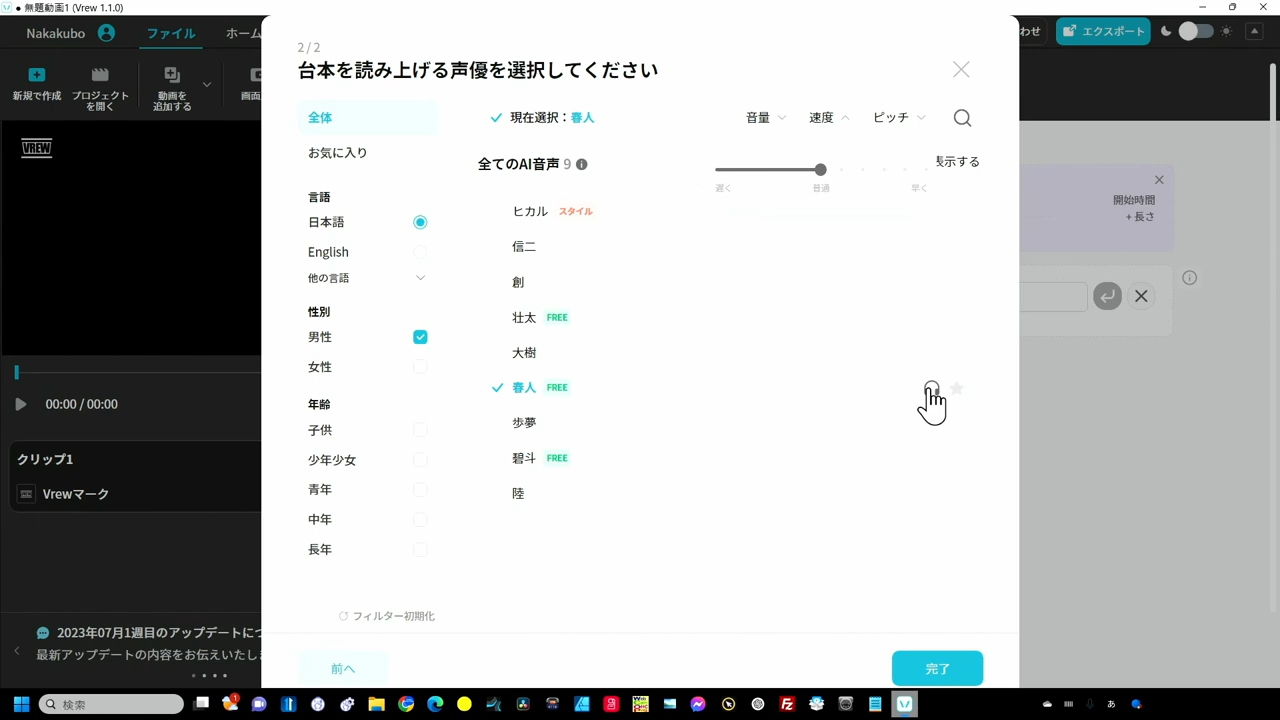 無題動画1 (Vrew 1.1.0)
Nakakubo
ファイル
ホーム
わせ
エクスポート
新規で作成
プロジェクト
を開く
動画を
追加する
画面
VREW
00:00 / 00:00
クリップ1
Vrewマーク
2023年07月1週目のアップデートにつ
最新アップデートの内容をお伝えいたしま
2 / 2
台本を読み上げる声優を選択してください
全体
お気に入り
言語
日本語
English
他の言語
性別
男性
女性
年齢
子供
少年少女
青年
中年
長年
フィルター初期化
現在選択：春人
音量
速度
ピッチ
全てのAI音声 9
表示する
遅く
普通
早く
ヒカル スタイル
信二
創
壮太 FREE
大樹
春人 FREE
歩夢
碧斗 FREE
陸
前へ
完了
開始時間
+ 長さ
検索
1
あ